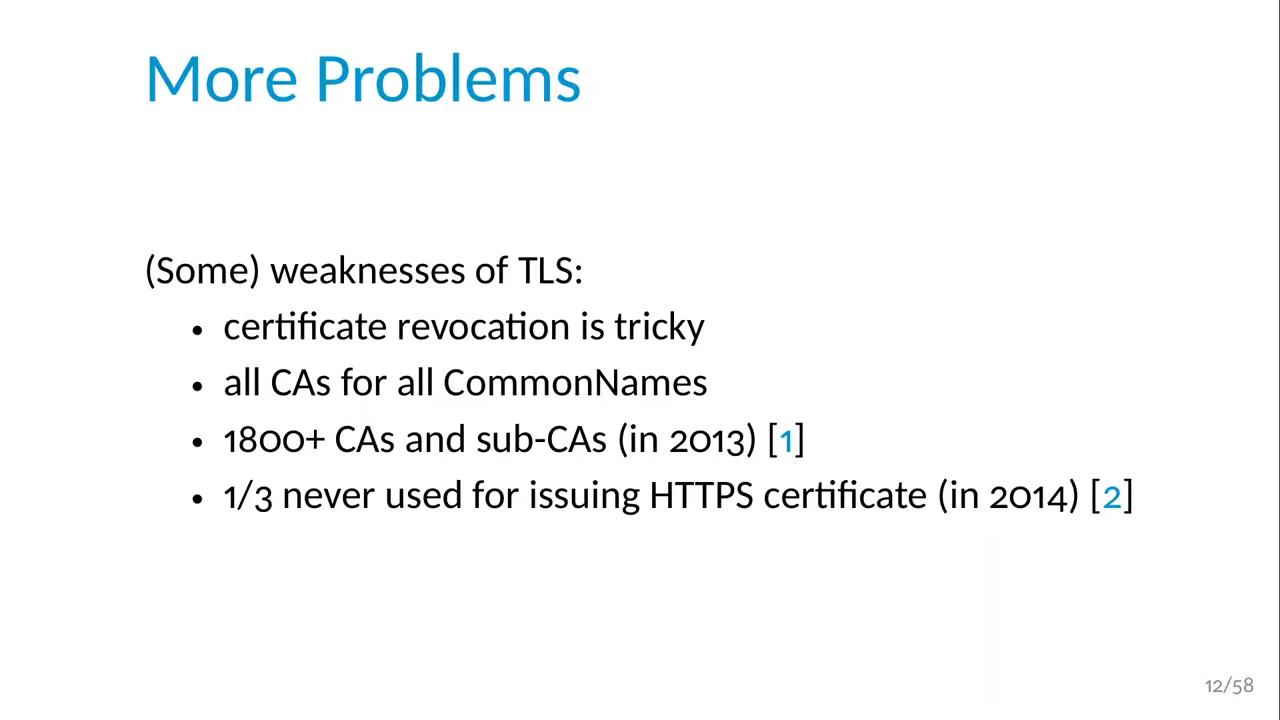 More Problems
(Some) weaknesses of TLS:
• certificate revocation is tricky
• all CAs for all CommonNames
• 1800+ CAs and sub-CAs (in 2013) [1]
• 1/3 never used for issuing HTTPS certificate (in 2014) [2]
12/58